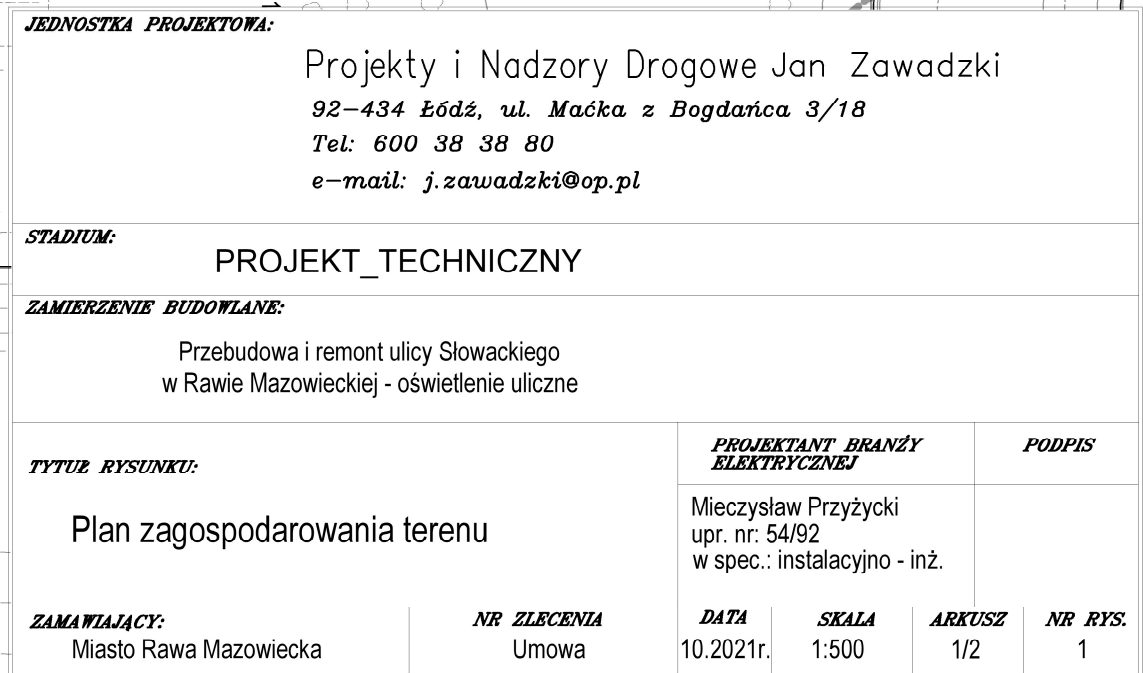 JEDNOSTKA PROJEKTOWA:
Projekty i Nadzory Drogowe Jan Zawadzki
92-434 Łódź, ul. Maćka z Bogdańca 3/18
Tel: 600 38 38 80
e-mail: j.zawadzki@op.pl
STADIUM:
PROJEKT_TECHNICZNY
ZAMIERZENIE BUDOWLANE:
Przebudowa i remont ulicy Słowackiego
w Rawie Mazowieckiej - oświetlenie uliczne
TYTUŁ RYSUNKU:
Plan zagospodarowania terenu
PROJEKTANT BRANŻY
ELEKTRYCZNEJ
PODPIS
Mieczysław Przyżycki
upr. nr: 54/92
w spec.: instalacyjno - inż.
ZAMAWIAJĄCY:
Miasto Rawa Mazowiecka
NR ZLECENIA
Umowa
DATA
10.2021r.
SKALA
1:500
ARKUSZ
1/2
NR RYS.
1